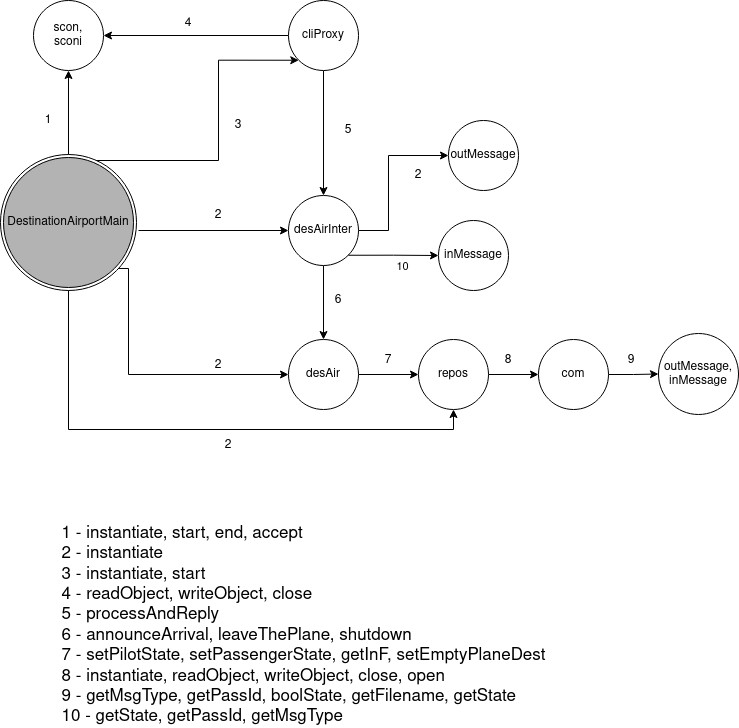 scon,
sconi
4
cliProxy
1
3
5
outMessage
2
DestinationAirportMain
2
desAirInter
inMessage
10
6
2
desAir
7
repos
8
com
9
outMessage,
inMessage
2
1 - instantiate, start, end, accept
2 - instantiate
3 - instantiate, start
4 - readObject, writeObject, close
5 - processAndReply
6 - announceArrival, leaveThePlane, shutdown
7 - setPilotState, setPassengerState, getInF, setEmptyPlaneDest
8 - instantiate, readObject, writeObject, close, open
9 - getMsgType, getPassId, boolState, getFilename, getState
10 - getState, getPassId, getMsgType